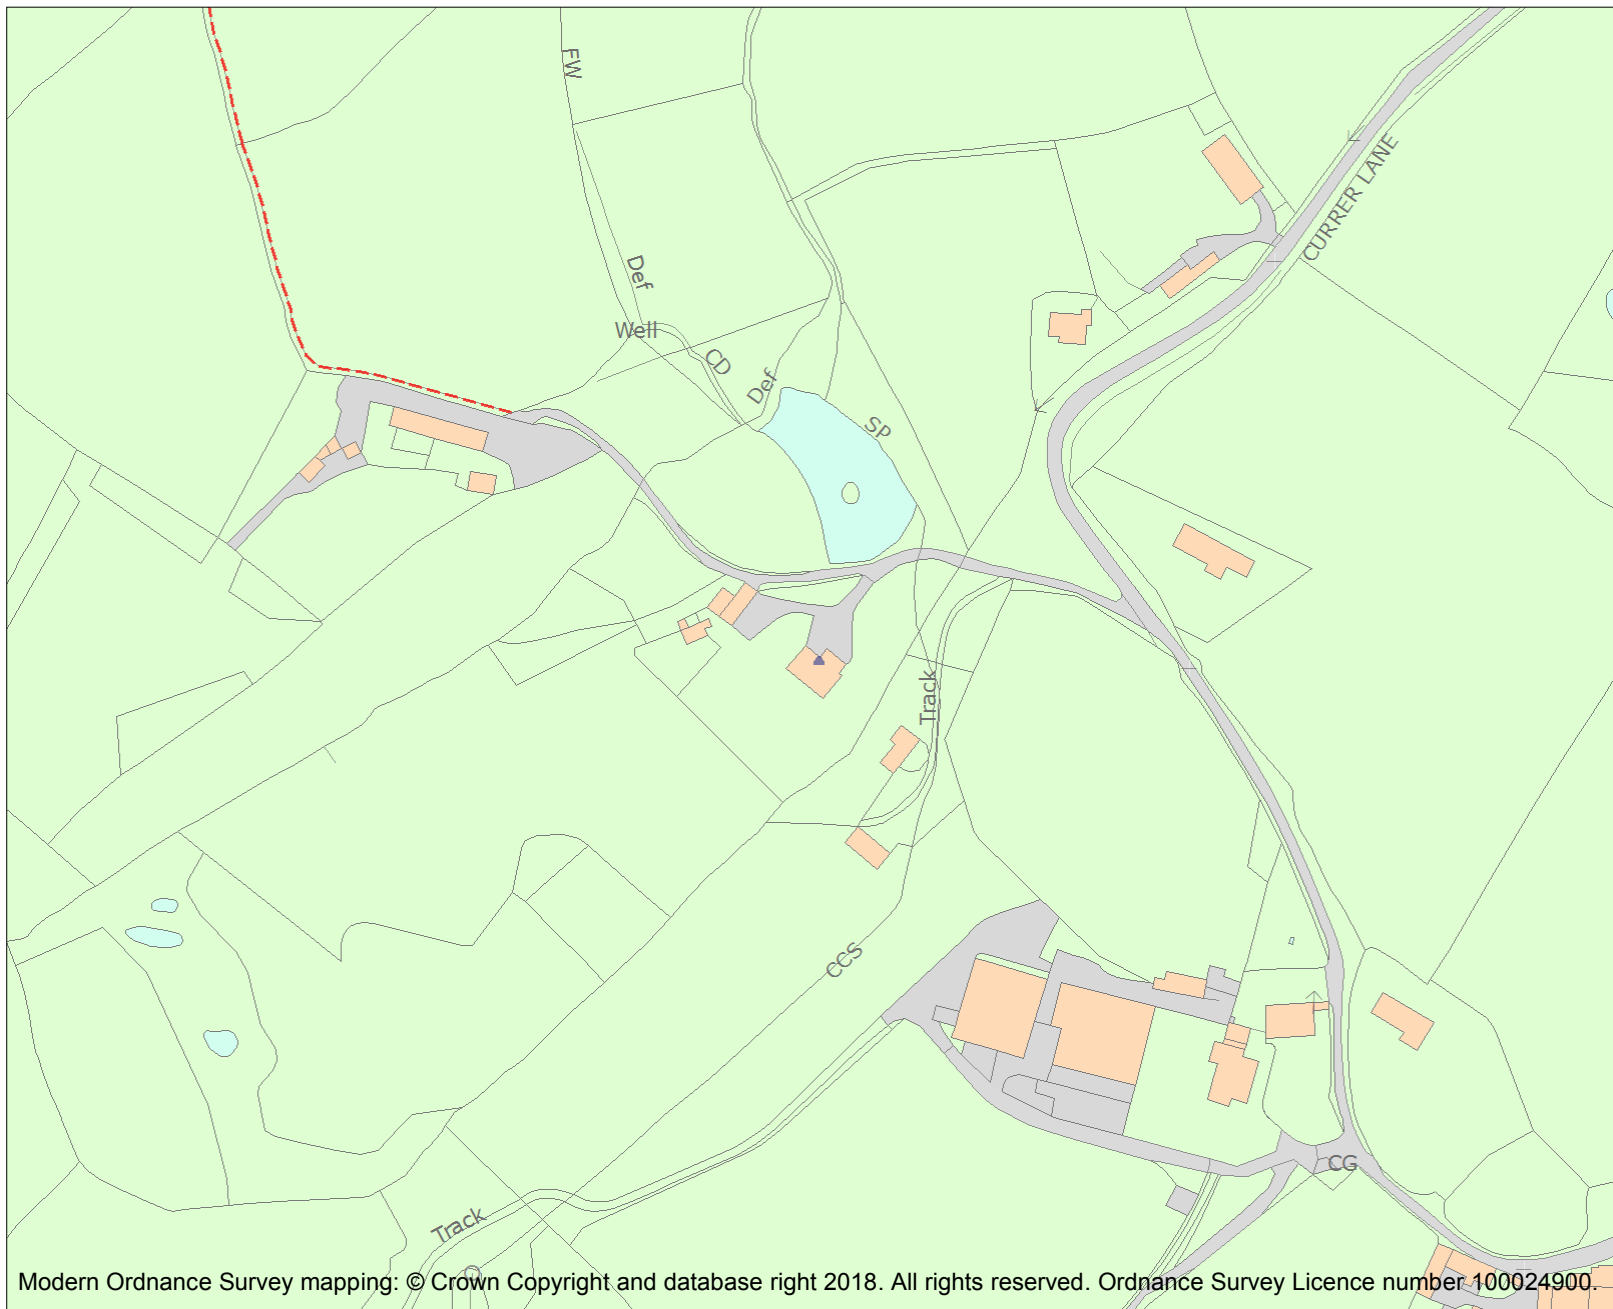 FW
CURRER LANE
Def
Well
CD
Def
SP
Track
CCS
CG
Track
Modern Ordnance Survey mapping: © Crown Copyright and database right 2018. All rights reserved. Ordnance Survey Licence number 100024900.